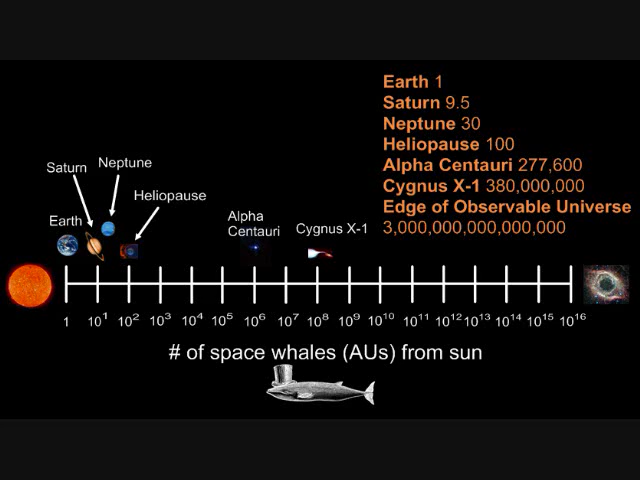 Earth 1
Saturn 9.5
Neptune 30
Heliopause 100
Alpha Centauri 277,600
Cygnus X-1 380,000,000
Edge of Observable Universe
3,000,000,000,000,000
Saturn
Neptune
Heliopause
Earth
Alpha
Centauri
Cygnus X-1
1 10¹ 10² 10³ 10⁴ 10⁵ 10⁶ 10⁷ 10⁸ 10⁹ 10¹⁰ 10¹¹ 10¹² 10¹³ 10¹⁴ 10¹⁵ 10¹⁶
# of space whales (AUs) from sun